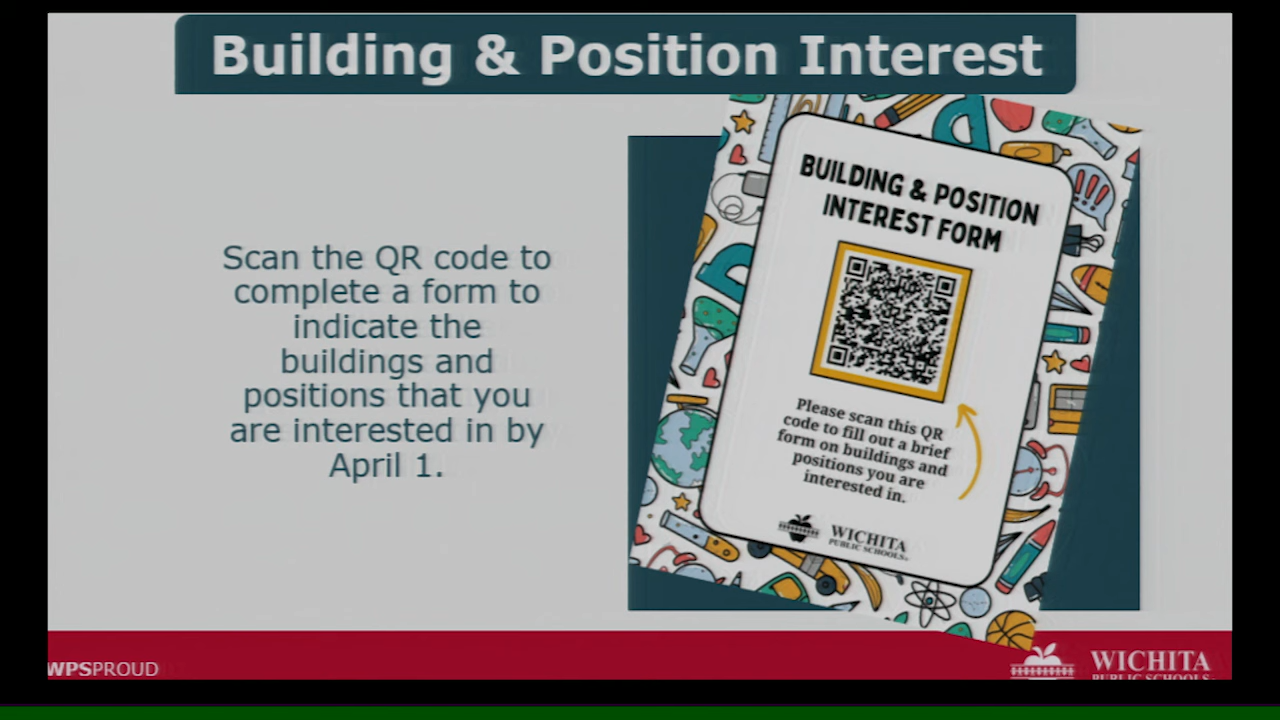 Building & Position Interest
Scan the QR code to
complete a form to
indicate the
buildings and
positions that you
are interested in by
April 1.
BUILDING & POSITION
INTEREST FORM
Please scan this QR
code to fill out a brief
form on buildings and
positions you are
interested in.
WICHITA
PUBLIC SCHOOLS
WPSPROUD
WICHITA
PUBLIC SCHOOLS